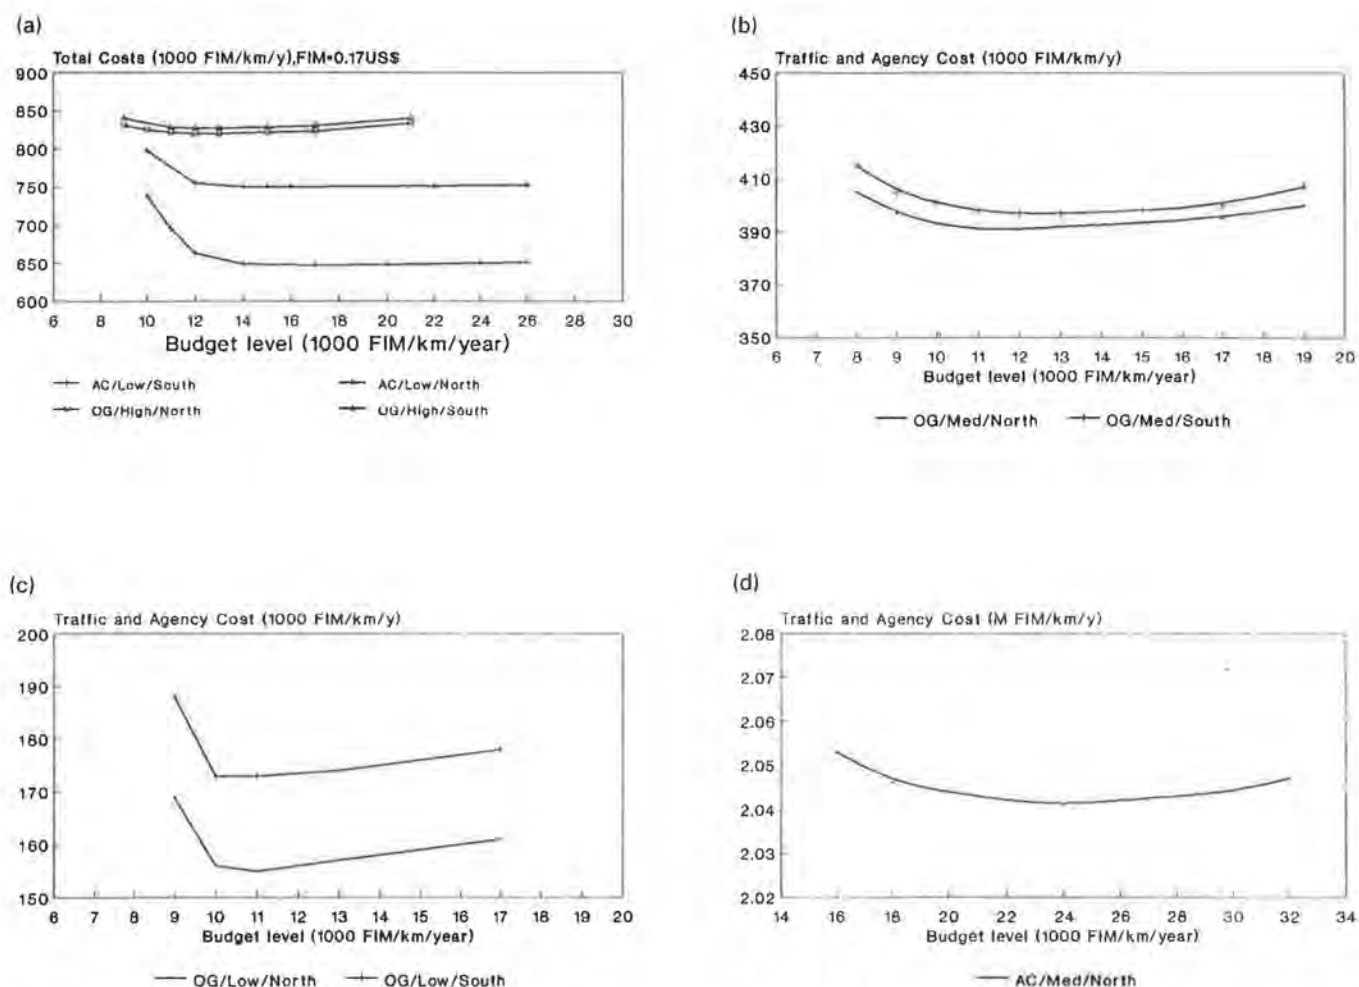 (a)
Total Costs (1000 FIM/km/y),FIM=0.17US$
900
850
800
750
700
650
600
6 8 10 12 14 16 18 20 22 24 26 28 30
Budget level (1000 FIM/km/year)
AC/Low/South AC/Low/North
OG/High/North OG/High/South
(b)
Traffic and Agency Cost (1000 FIM/km/y)
450
430
410
390
370
350
6 7 8 9 10 11 12 13 14 15 16 17 18 19 20
Budget level (1000 FIM/km/year)
OG/Med/North OG/Med/South
(c)
Traffic and Agency Cost (1000 FIM/km/y)
200
190
180
170
160
150
6 7 8 9 10 11 12 13 14 15 16 17 18 19 20
Budget level (1000 FIM/km/year)
OG/Low/North OG/Low/South
(d)
Traffic and Agency Cost (M FIM/km/y)
2.08
2.07
2.06
2.05
2.04
2.03
2.02
14 16 18 20 22 24 26 28 30 32 34
Budget level (1000 FIM/km/year)
AC/Med/North